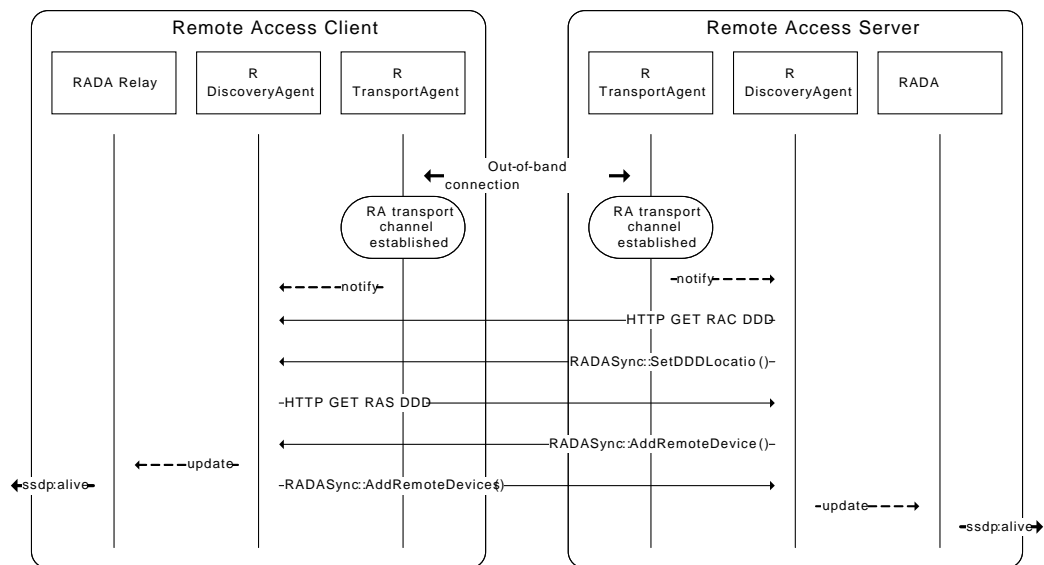 Remote Access Client
Remote Access Server
RADA Relay
R
DiscoveryAgent
R
TransportAgent
R
TransportAgent
R
DiscoveryAgent
RADA
Out-of-band
connection
RA transport
channel
established
RA transport
channel
established
notify
notify
HTTP GET RAC DDD
RADASync::SetDDDLocatio()
HTTP GET RAS DDD
RADASync::AddRemoteDevice()
update
ssdp:alive
RADASync::AddRemoteDevices()
update
ssdp:alive